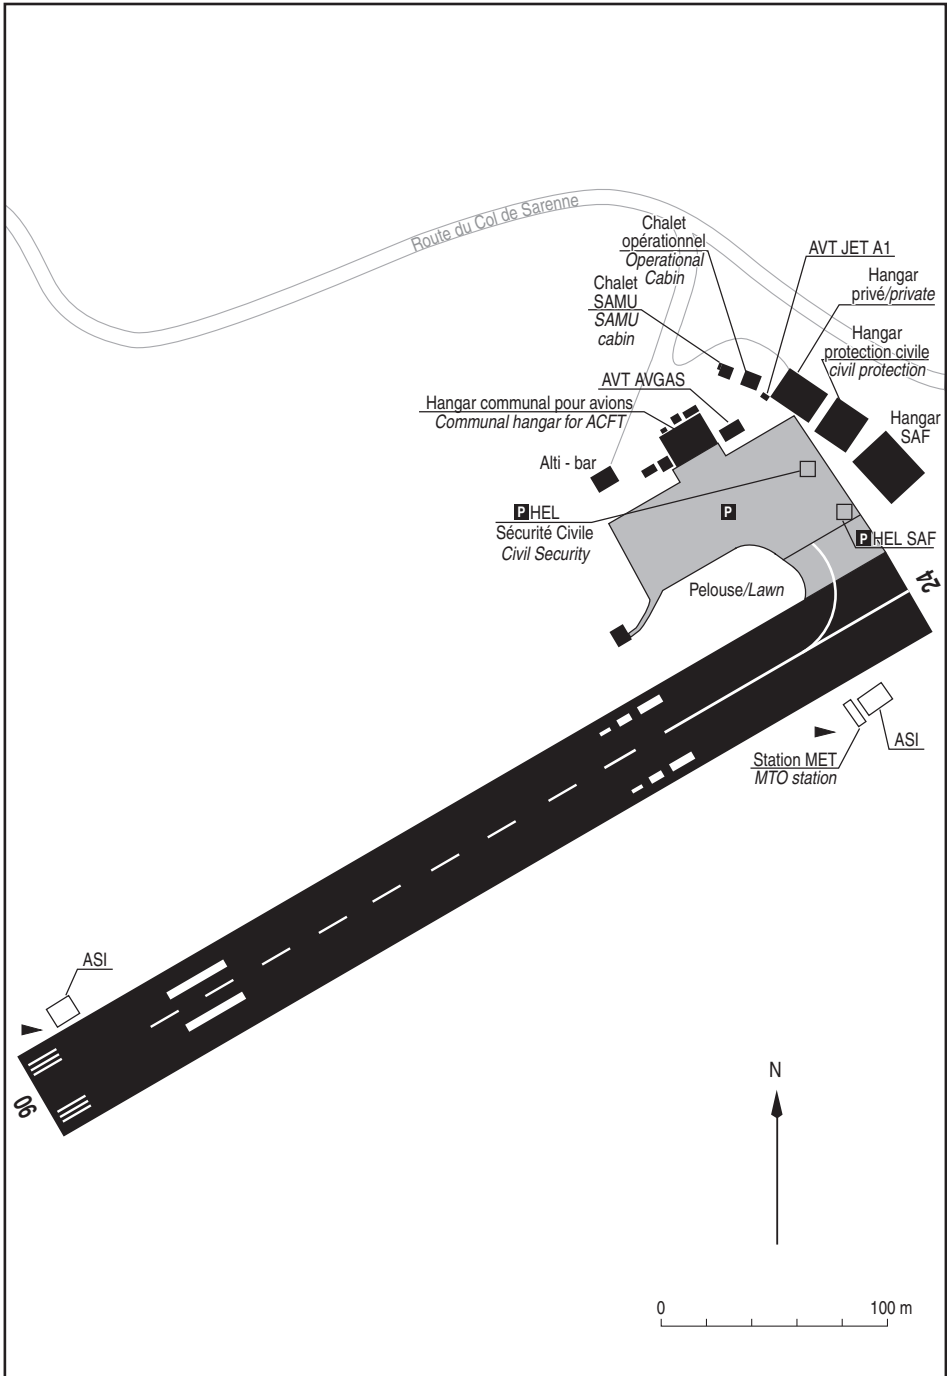 Route du Col de Sarenne
Chalet
opérationnel
Operational
Cabin
AVT JET A1
Hangar
privé/private
Chalet
SAMU
SAMU
cabin
Hangar
protection civile
civil protection
AVT AVGAS
Hangar communal pour avions
Communal hangar for ACFT
Hangar
SAF
Alti - bar
P HEL
Sécurité Civile
Civil Security
P
P HEL SAF
24
Pelouse/Lawn
ASI
Station MET
MTO station
ASI
06
N
0 100 m